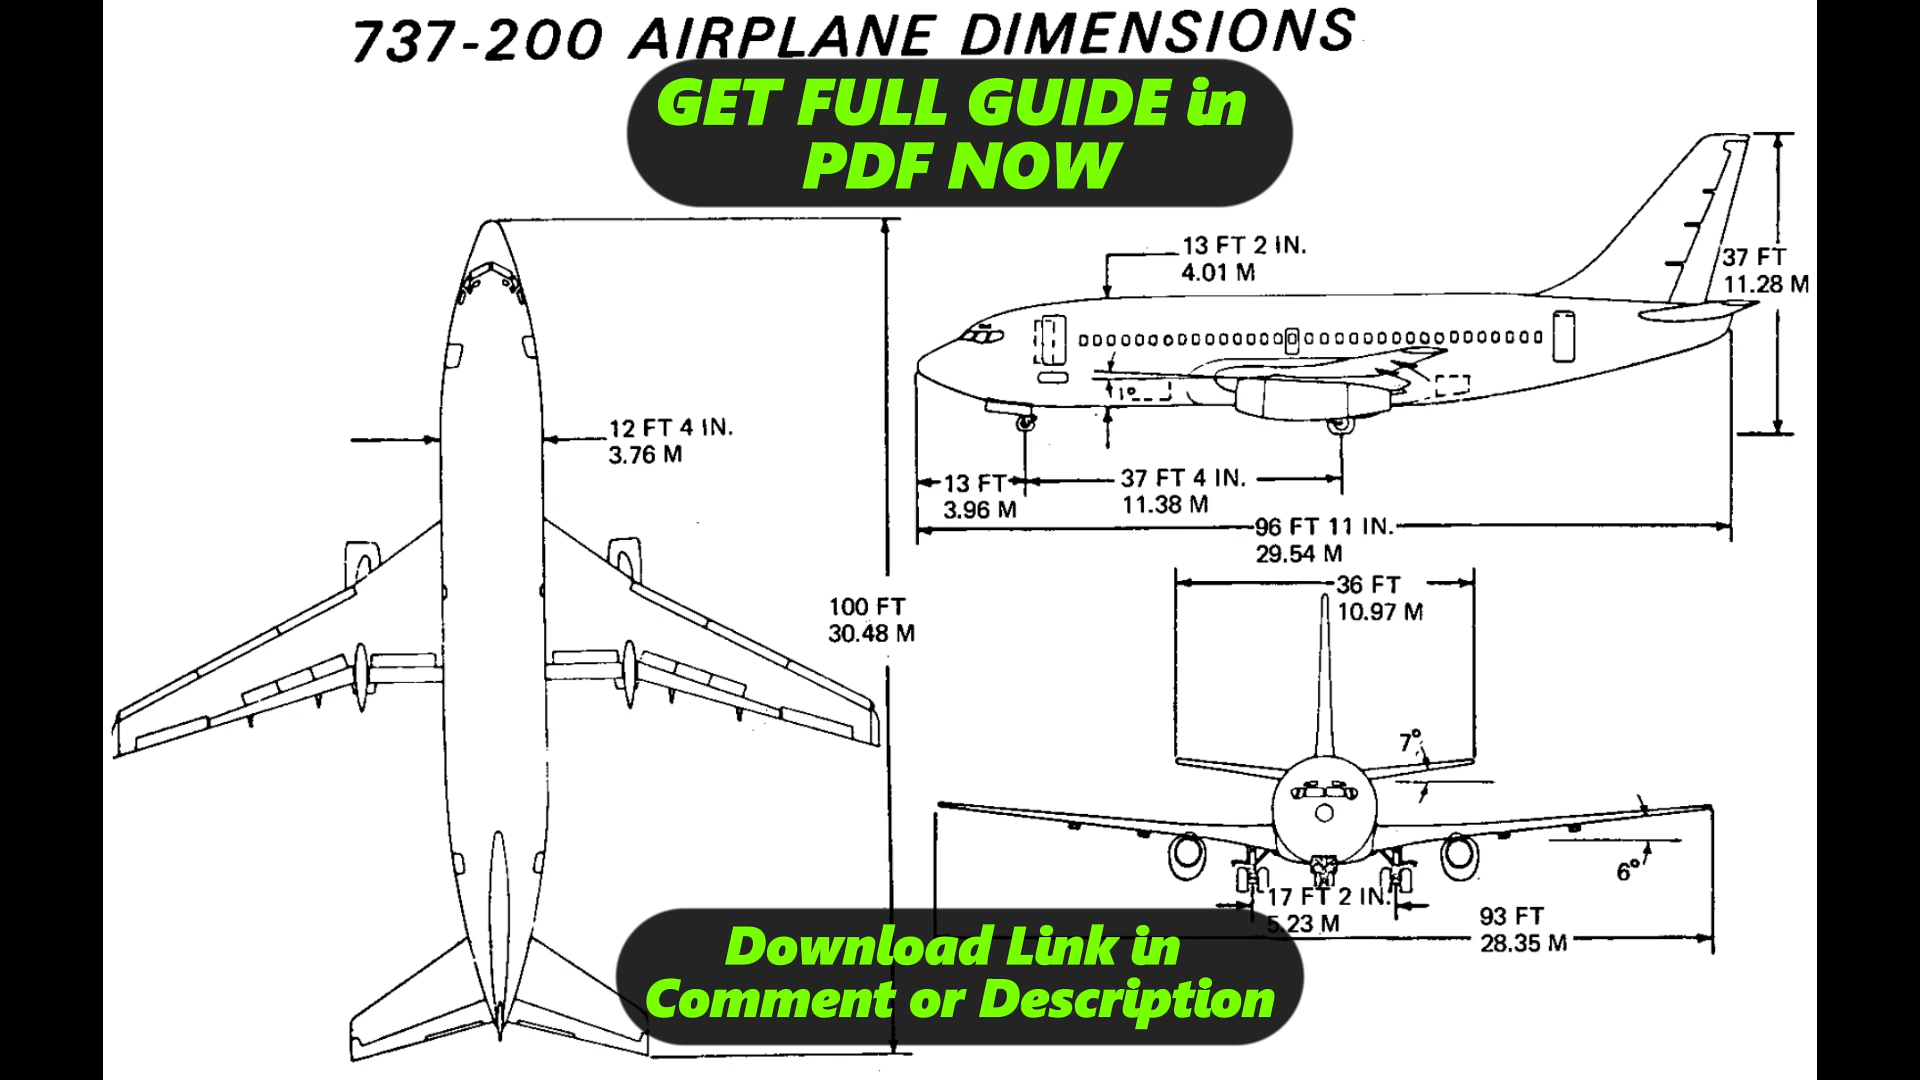 737-200 AIRPLANE DIMENSIONS
GET FULL GUIDE in
PDF NOW
13 FT 2 IN.
4.01 M
37 FT
11.28 M
1°
12 FT 4 IN.
3.76 M
13 FT
3.96 M
37 FT 4 IN.
11.38 M
96 FT 11 IN.
29.54 M
36 FT
10.97 M
100 FT
30.48 M
7°
6°
17 FT 2 IN.
5.23 M
93 FT
28.35 M
Download Link in
Comment or Description